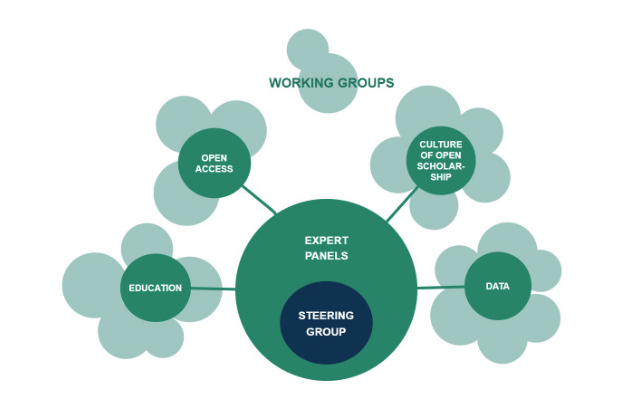 WORKING GROUPS
OPEN
ACCESS
CULTURE
OF OPEN
SCHOLAR-
SHIP
EXPERT
PANELS
EDUCATION
DATA
STEERING
GROUP